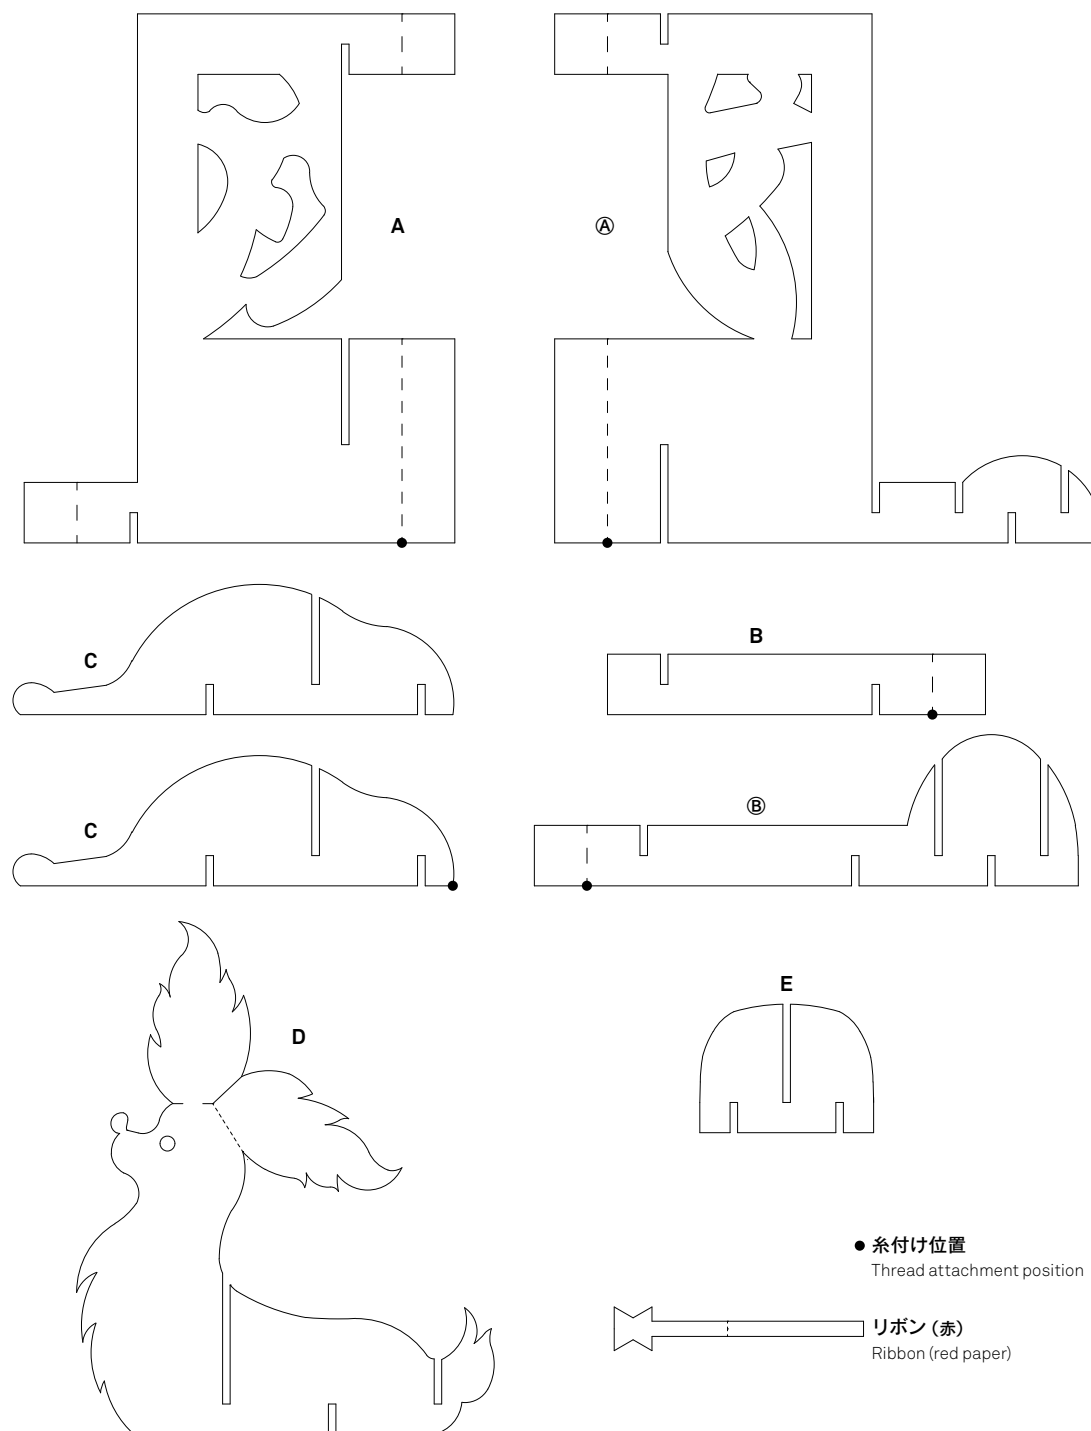 A
Ⓐ
C
B
C
Ⓑ
D
E
● 糸付け位置
Thread attachment position
リボン (赤)
Ribbon (red paper)